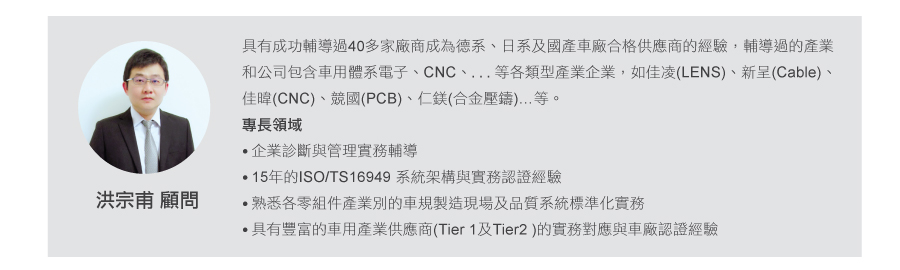 具有成功輔導過40多家廠商成為德系、日系及國產車廠合格供應商的經驗，輔導過的產業
和公司包含車用體系電子、CNC、...等各類型產業企業，如佳凌(LENS)、新呈(Cable)、
佳暐(CNC)、競國(PCB)、仁鎂(合金壓鑄)...等。
專長領域
•企業診斷與管理實務輔導
•15年的ISO/TS16949 系統架構與實務認證經驗
•熟悉各零組件產業別的車規製造現場及品質系統標準化實務
•具有豐富的車用產業供應商(Tier 1及Tier2 )的實務對應與車廠認證經驗
洪宗甫 顧問